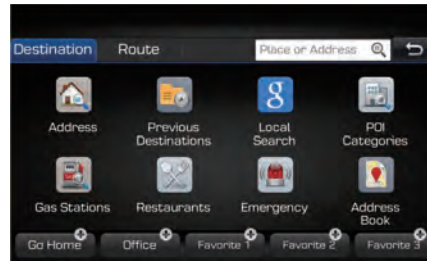 Destination Route Place or Address
Address Previous Destinations Local Search POI Categories
Gas Stations Restaurants Emergency Address Book
Go Home Office Favorite 1 Favorite 2 Favorite 3